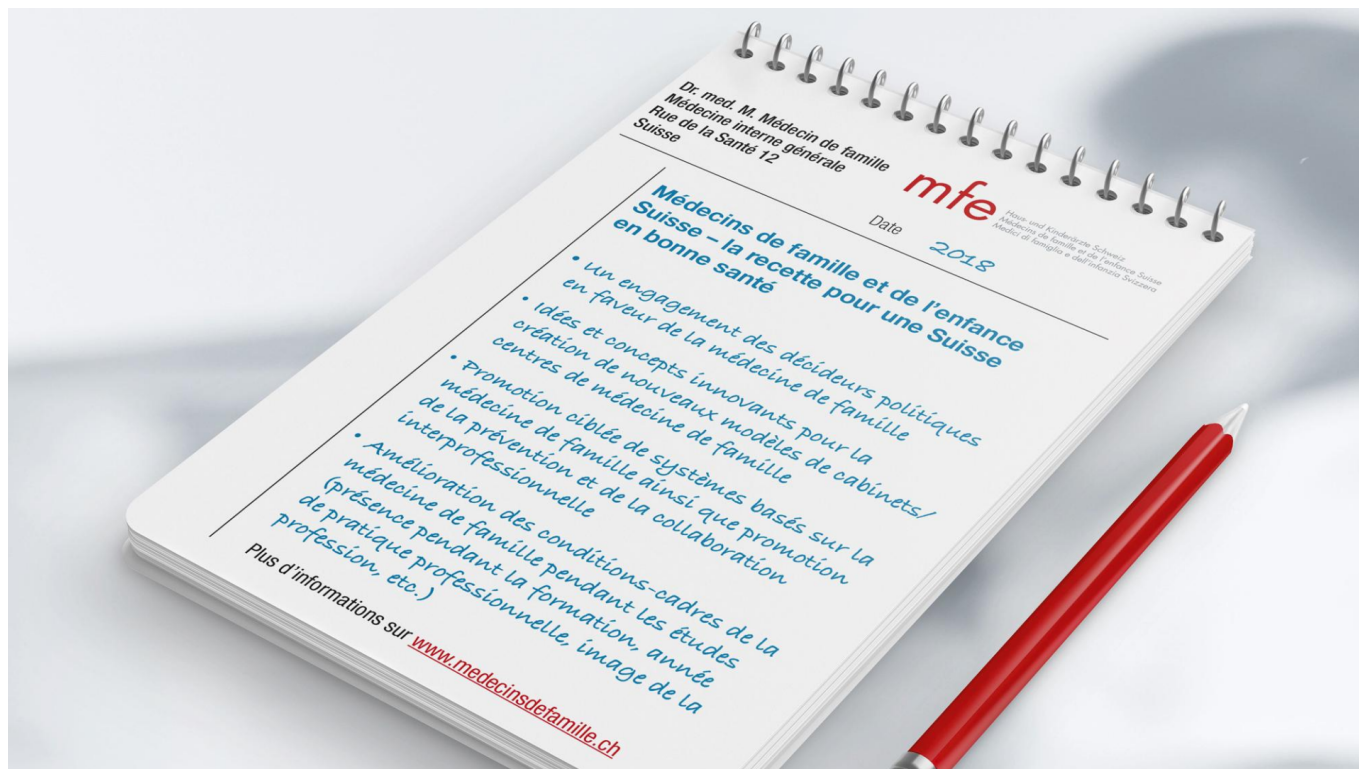 Dr. med. M. Médecin de famille
Médecine interne générale
Rue de la Santé 12
Suisse
mfe
Haus- und Kinderärzte Schweiz
Médecins de famille et de l'enfance Suisse
Medici di famiglia e dell'infanzia Svizzera
Date 2018
Médecins de famille et de l'enfance
Suisse – la recette pour une Suisse
en bonne santé
• Un engagement des décideurs politiques
en faveur de la médecine de famille
• Idées et concepts innovants pour la
création de nouveaux modèles de cabinets/
centres de médecine de famille
• Promotion ciblée de systèmes basés sur la
médecine de famille ainsi que promotion
de la prévention et de la collaboration
interprofessionnelle
• Amélioration des conditions-cadres de la
médecine de famille pendant les études
(présence pendant la formation, année
de pratique professionnelle, image de la
profession, etc.)
Plus d'informations sur www.medecinsdefamille.ch